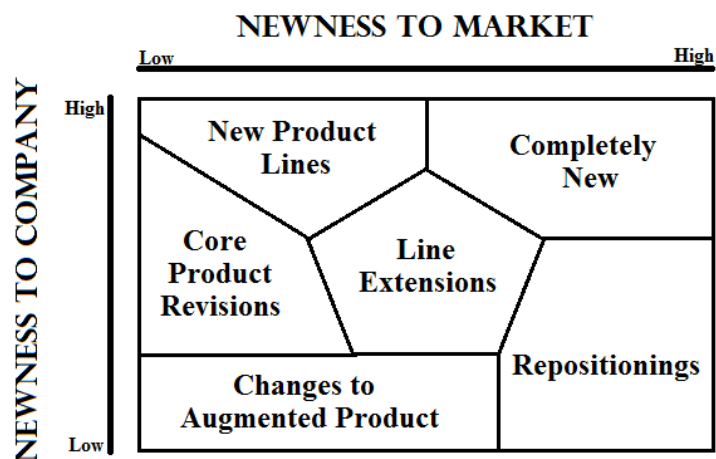 NEWNESS TO MARKET
Low
High
NEWNESS TO COMPANY
High
Low
New Product
Lines
Completely
New
Core
Product
Revisions
Line
Extensions
Repositionings
Changes to
Augmented Product